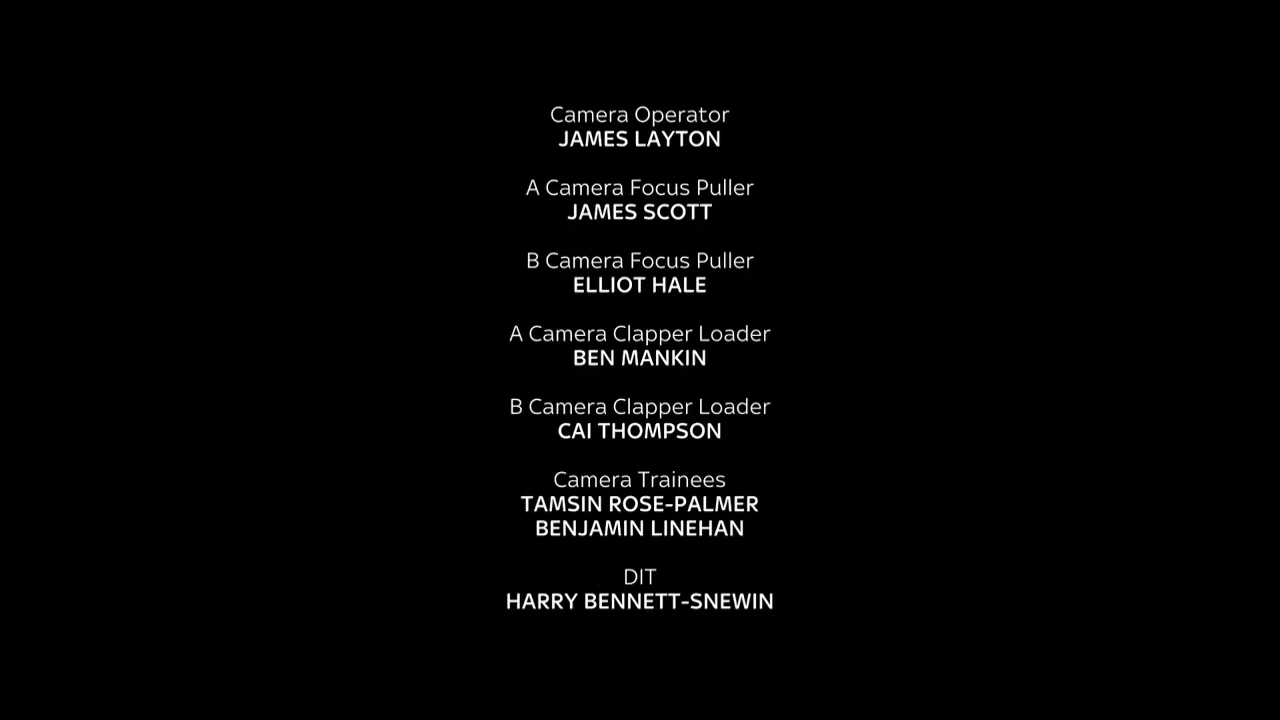 Camera Operator
JAMES LAYTON
A Camera Focus Puller
JAMES SCOTT
B Camera Focus Puller
ELLIOT HALE
A Camera Clapper Loader
BEN MANKIN
B Camera Clapper Loader
CAI THOMPSON
Camera Trainees
TAMSIN ROSE-PALMER
BENJAMIN LINEHAN
DIT
HARRY BENNETT-SNEWIN